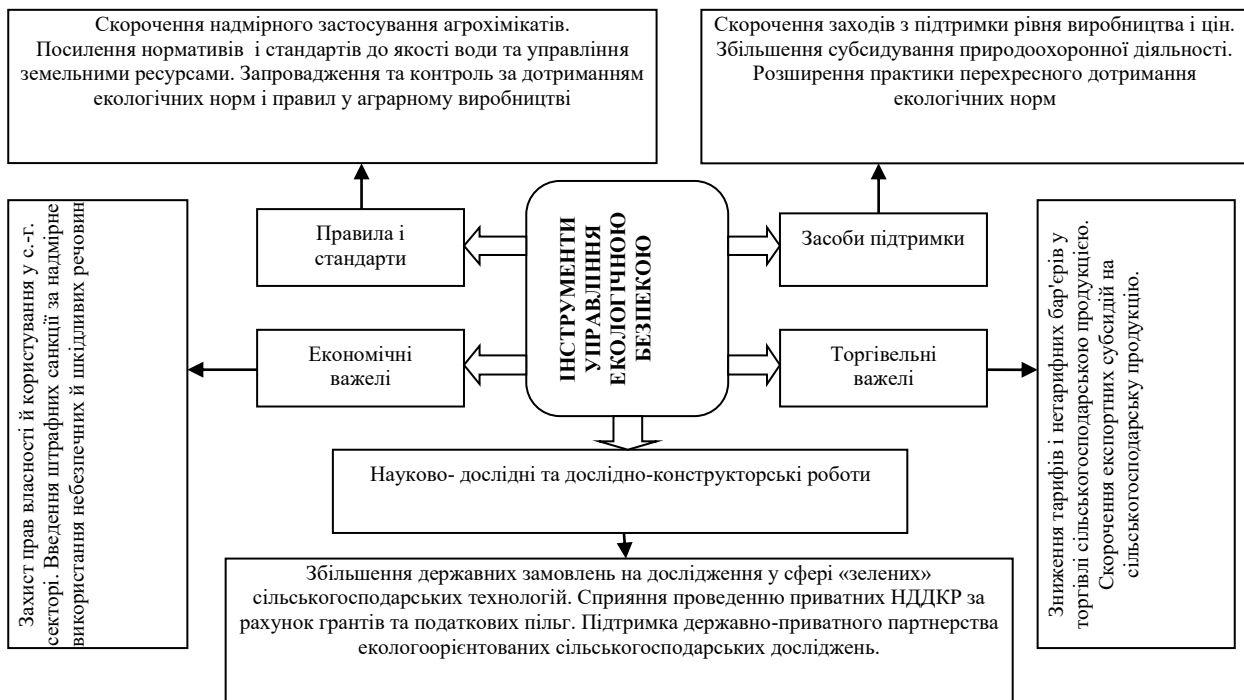 Скорочення надмірного застосування агрохімікатів.
Посилення нормативів і стандартів до якості води та управління
земельними ресурсами. Запровадження та контроль за дотриманням
екологічних норм і правил у аграрному виробництві
Скорочення заходів з підтримки рівня виробництва і цін.
Збільшення субсидування природоохоронної діяльності.
Розширення практики перехресного дотримання
екологічних норм
Захист прав власності й користування у с.-г.
секторі. Введення штрафних санкції за надмірне
використання небезпечних й шкідливих речовин
Правила і
стандарти
ІНСТРУМЕНТИ
УПРАВЛІННЯ
ЕКОЛОГІЧНОЮ
БЕЗПЕКОЮ
Засоби підтримки
Економічні
важелі
Торгівельні
важелі
Зниження тарифів і нетарифних бар'єрів у
торгівлі сільськогосподарською продукцією.
Скорочення експортних субсидій на
сільськогосподарську продукцію.
Науково- дослідні та дослідно-конструкторські роботи
Збільшення державних замовлень на дослідження у сфері «зелених»
сільськогосподарських технологій. Сприяння проведенню приватних НДДКР за
рахунок грантів та податкових пільг. Підтримка державно-приватного партнерства
екологоорієнтованих сільськогосподарських досліджень.